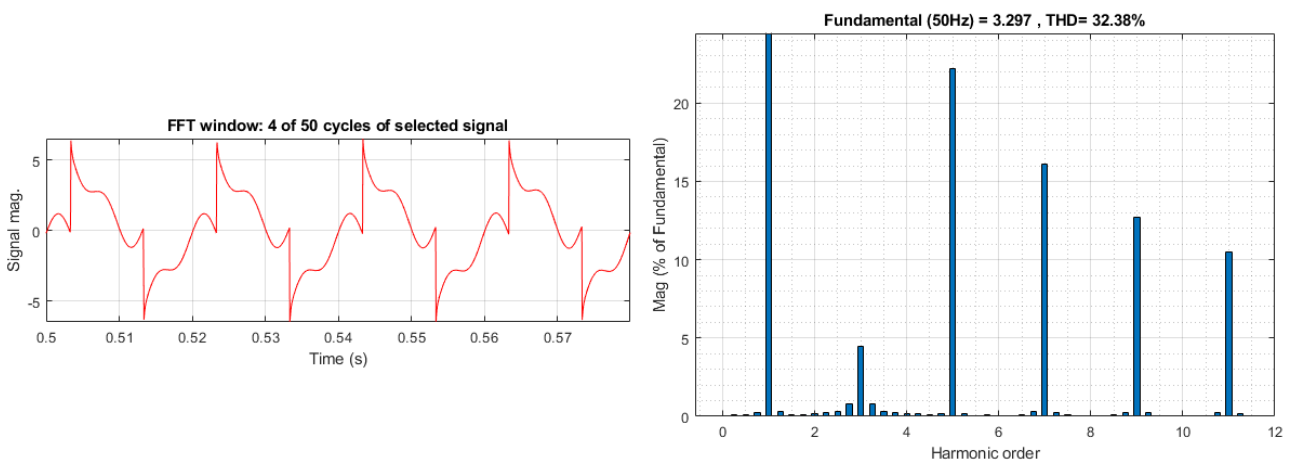 FFT window: 4 of 50 cycles of selected signal
Signal mag.
5
0
-5
0.5 0.51 0.52 0.53 0.54 0.55 0.56 0.57
Time (s)
Fundamental (50Hz) = 3.297 , THD= 32.38%
Mag (% of Fundamental)
20
15
10
5
0
0 2 4 6 8 10 12
Harmonic order